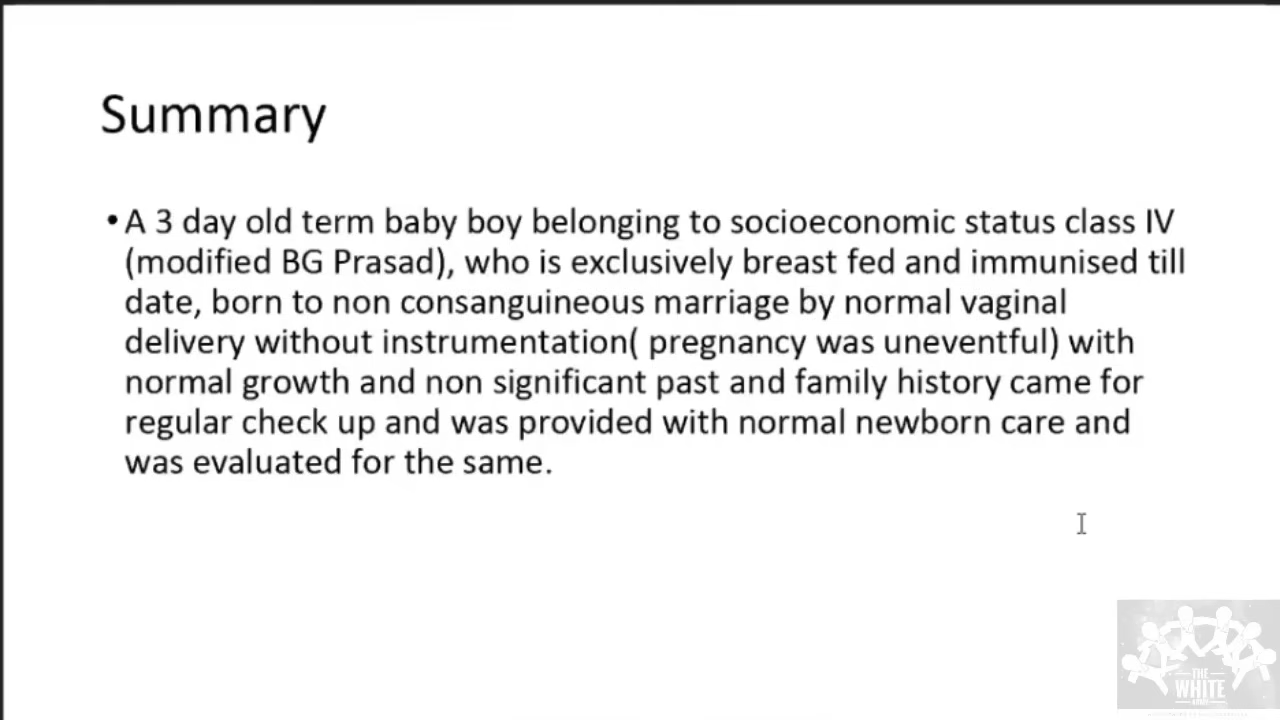 Summary
• A 3 day old term baby boy belonging to socioeconomic status class IV
(modified BG Prasad), who is exclusively breast fed and immunised till
date, born to non consanguineous marriage by normal vaginal
delivery without instrumentation( pregnancy was uneventful) with
normal growth and non significant past and family history came for
regular check up and was provided with normal newborn care and
was evaluated for the same.
THE
WHITE
ARMY